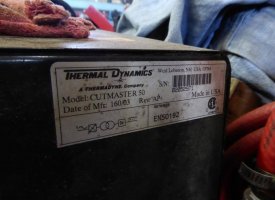 THERMAL DYNAMICS
A THERMADYNE Company
West Lebanon, NH USA 03784
S/N:
Model: CUTMASTER 50
Made in USA
Date of Mfr: 160/03
EN50192